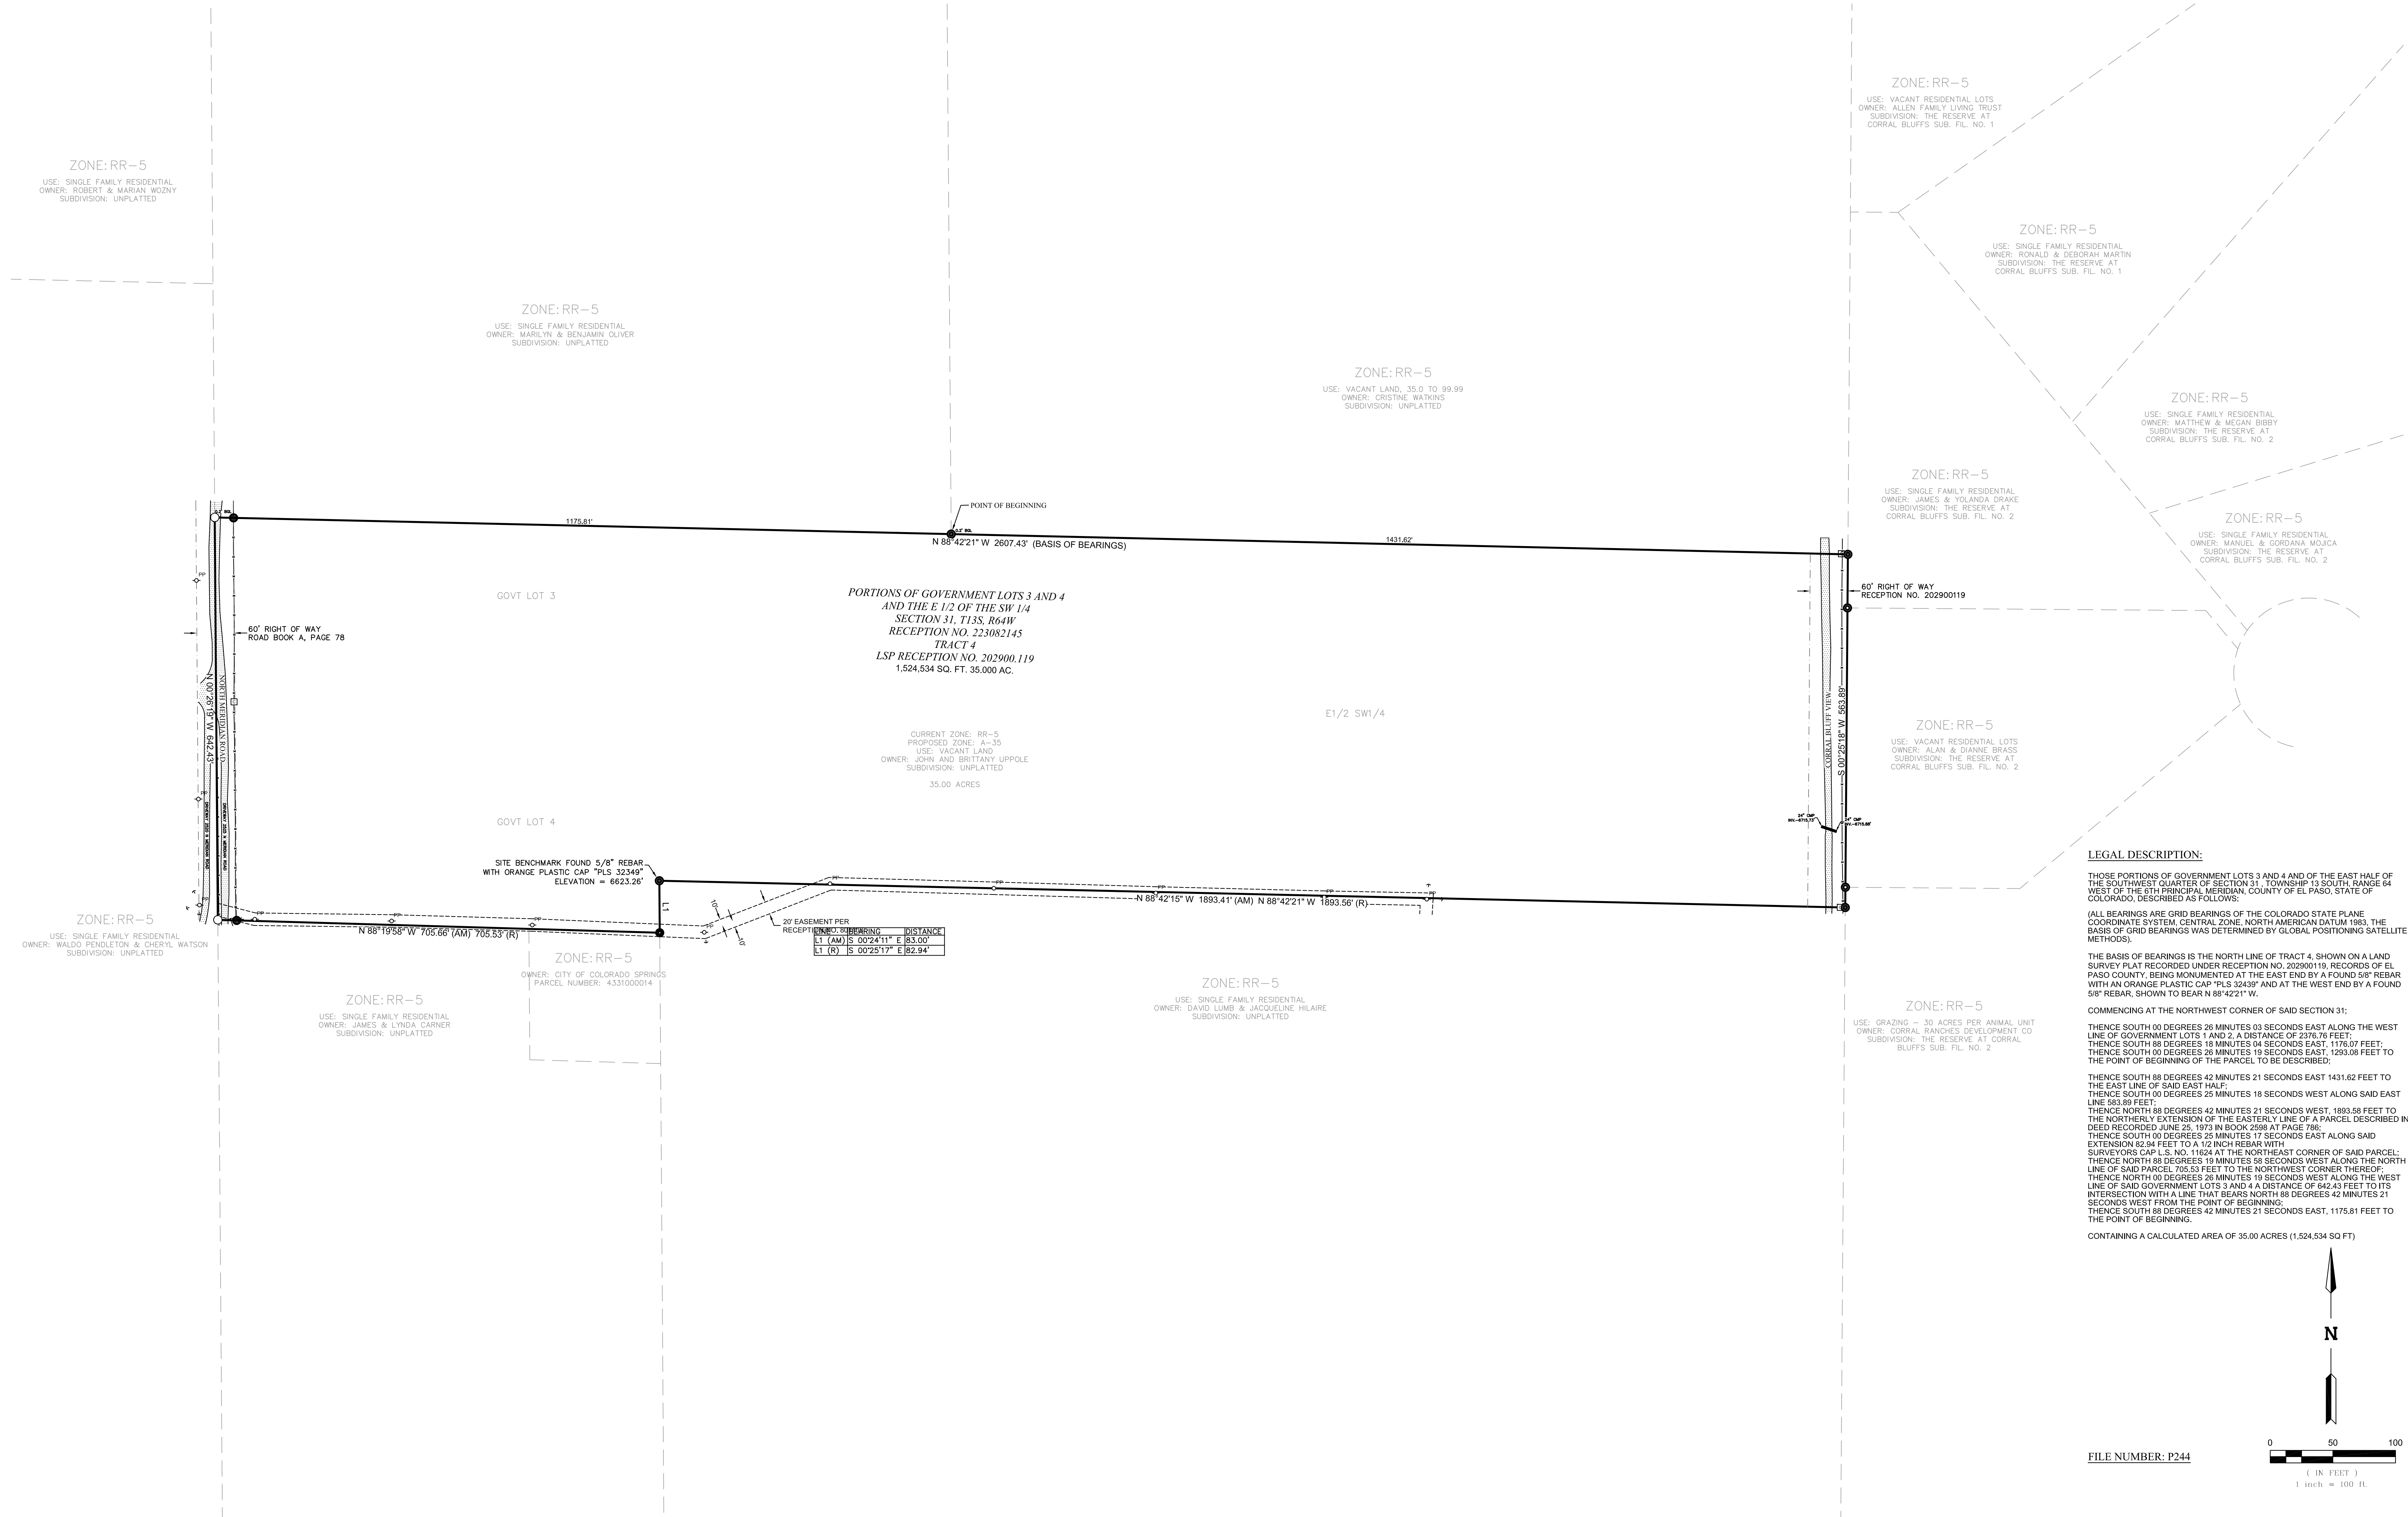 ZONE: RR-5
USE: VACANT RESIDENTIAL LOTS
OWNER: ALLEN FAMILY LIVING TRUST
SUBDIVISION: THE RESERVE AT
CORRAL BLUFFS SUB. FIL. NO. 1
ZONE: RR-5
USE: SINGLE FAMILY RESIDENTIAL
OWNER: ROBERT & MARIAN WOZNY
SUBDIVISION: UNPLATTED
ZONE: RR-5
USE: SINGLE FAMILY RESIDENTIAL
OWNER: RONALD & DEBORAH MARTIN
SUBDIVISION: THE RESERVE AT
CORRAL BLUFFS SUB. FIL. NO. 1
ZONE: RR-5
USE: SINGLE FAMILY RESIDENTIAL
OWNER: MARILYN & BENJAMIN OLIVER
SUBDIVISION: UNPLATTED
ZONE: RR-5
USE: VACANT LAND, 35.0 TO 99.99
OWNER: CRISTINE WATKINS
SUBDIVISION: UNPLATTED
ZONE: RR-5
USE: SINGLE FAMILY RESIDENTIAL
OWNER: MATTHEW & MEGAN BIBBY
SUBDIVISION: THE RESERVE AT
CORRAL BLUFFS SUB. FIL. NO. 2
ZONE: RR-5
USE: SINGLE FAMILY RESIDENTIAL
OWNER: JAMES & YOLANDA DRAKE
SUBDIVISION: THE RESERVE AT
CORRAL BLUFFS SUB. FIL. NO. 2
ZONE: RR-5
USE: SINGLE FAMILY RESIDENTIAL
OWNER: MANUEL & GORDANA MOJICA
SUBDIVISION: THE RESERVE AT
CORRAL BLUFFS SUB. FIL. NO. 2
POINT OF BEGINNING
0.2' BGL
1175.81'
0.2' BGL
N 88°42'21" W 2607.43' (BASIS OF BEARINGS)
1431.62'
PP
60' RIGHT OF WAY
ROAD BOOK A, PAGE 78
GOVT LOT 3
PORTIONS OF GOVERNMENT LOTS 3 AND 4
AND THE E 1/2 OF THE SW 1/4
SECTION 31, T13S, R64W
RECEPTION NO. 223082145
TRACT 4
LSP RECEPTION NO. 202900.119
1,524,534 SQ. FT. 35.000 AC.
60' RIGHT OF WAY
RECEPTION NO. 202900119
N 00°26'19" W 642.43'
NORTH MERIDIAN ROAD
E1/2 SW1/4
CORRAL BLUFF VIEW
S 00°25'18" W 563.89'
CURRENT ZONE: RR-5
PROPOSED ZONE: A-35
USE: VACANT LAND
OWNER: JOHN AND BRITTANY UPPOLE
SUBDIVISION: UNPLATTED
35.00 ACRES
ZONE: RR-5
USE: VACANT RESIDENTIAL LOTS
OWNER: ALAN & DIANNE BRASS
SUBDIVISION: THE RESERVE AT
CORRAL BLUFFS SUB. FIL. NO. 2
PP
GOVT LOT 4
24" CMP
INV.-6715.73'
24" CMP
SITE BENCHMARK FOUND 5/8" REBAR
WITH ORANGE PLASTIC CAP "PLS 32349"
ELEVATION = 6623.26'
L1
PP
PP
PP
PP
PP
PP
PP
PP
PP
PP
N 88°42'15" W 1893.41' (AM) N 88°42'21" W 1893.56' (R)
N 88°19'58" W 705.66' (AM) 705.53' (R)
10'
10'
20' EASEMENT PER
RECEPTION NO.
LINE BEARING DISTANCE
L1 (AM) S 00°24'11" E 83.00'
L1 (R) S 00°25'17" E 82.94'
ZONE: RR-5
USE: SINGLE FAMILY RESIDENTIAL
OWNER: WALDO PENDLETON & CHERYL WATSON
SUBDIVISION: UNPLATTED
ZONE: RR-5
OWNER: CITY OF COLORADO SPRINGS
PARCEL NUMBER: 4331000014
ZONE: RR-5
USE: SINGLE FAMILY RESIDENTIAL
OWNER: JAMES & LYNDA CARNER
SUBDIVISION: UNPLATTED
ZONE: RR-5
USE: SINGLE FAMILY RESIDENTIAL
OWNER: DAVID LUMB & JACQUELINE HILAIRE
SUBDIVISION: UNPLATTED
ZONE: RR-5
USE: GRAZING - 30 ACRES PER ANIMAL UNIT
OWNER: CORRAL RANCHES DEVELOPMENT CO
SUBDIVISION: THE RESERVE AT CORRAL
BLUFFS SUB. FIL. NO. 2
LEGAL DESCRIPTION:
THOSE PORTIONS OF GOVERNMENT LOTS 3 AND 4 AND OF THE EAST HALF OF
THE SOUTHWEST QUARTER OF SECTION 31 , TOWNSHIP 13 SOUTH, RANGE 64
WEST OF THE 6TH PRINCIPAL MERIDIAN, COUNTY OF EL PASO, STATE OF
COLORADO, DESCRIBED AS FOLLOWS:
(ALL BEARINGS ARE GRID BEARINGS OF THE COLORADO STATE PLANE
COORDINATE SYSTEM, CENTRAL ZONE, NORTH AMERICAN DATUM 1983, THE
BASIS OF GRID BEARINGS WAS DETERMINED BY GLOBAL POSITIONING SATELLITE
METHODS).
THE BASIS OF BEARINGS IS THE NORTH LINE OF TRACT 4, SHOWN ON A LAND
SURVEY PLAT RECORDED UNDER RECEPTION NO. 202900119, RECORDS OF EL
PASO COUNTY, BEING MONUMENTED AT THE EAST END BY A FOUND 5/8" REBAR
WITH AN ORANGE PLASTIC CAP "PLS 32439" AND AT THE WEST END BY A FOUND
5/8" REBAR, SHOWN TO BEAR N 88°42'21" W.
COMMENCING AT THE NORTHWEST CORNER OF SAID SECTION 31;
THENCE SOUTH 00 DEGREES 26 MINUTES 03 SECONDS EAST ALONG THE WEST
LINE OF GOVERNMENT LOTS 1 AND 2, A DISTANCE OF 2376.76 FEET;
THENCE SOUTH 88 DEGREES 18 MINUTES 04 SECONDS EAST, 1176.07 FEET;
THENCE SOUTH 00 DEGREES 26 MINUTES 19 SECONDS EAST, 1293.08 FEET TO
THE POINT OF BEGINNING OF THE PARCEL TO BE DESCRIBED;
THENCE SOUTH 88 DEGREES 42 MINUTES 21 SECONDS EAST 1431.62 FEET TO
THE EAST LINE OF SAID EAST HALF;
THENCE SOUTH 00 DEGREES 25 MINUTES 18 SECONDS WEST ALONG SAID EAST
LINE 583.89 FEET;
THENCE NORTH 88 DEGREES 42 MINUTES 21 SECONDS WEST, 1893.58 FEET TO
THE NORTHERLY EXTENSION OF THE EASTERLY LINE OF A PARCEL DESCRIBED IN
DEED RECORDED JUNE 25, 1973 IN BOOK 2598 AT PAGE 786;
THENCE SOUTH 00 DEGREES 25 MINUTES 17 SECONDS EAST ALONG SAID
EXTENSION 82.94 FEET TO A 1/2 INCH REBAR WITH
SURVEYORS CAP L.S. NO. 11624 AT THE NORTHEAST CORNER OF SAID PARCEL;
THENCE NORTH 88 DEGREES 19 MINUTES 58 SECONDS WEST ALONG THE NORTH
LINE OF SAID PARCEL 705.53 FEET TO THE NORTHWEST CORNER THEREOF;
THENCE NORTH 00 DEGREES 26 MINUTES 19 SECONDS WEST ALONG THE WEST
LINE OF SAID GOVERNMENT LOTS 3 AND 4 A DISTANCE OF 642.43 FEET TO ITS
INTERSECTION WITH A LINE THAT BEARS NORTH 88 DEGREES 42 MINUTES 21
SECONDS WEST FROM THE POINT OF BEGINNING;
THENCE SOUTH 88 DEGREES 42 MINUTES 21 SECONDS EAST, 1175.81 FEET TO
THE POINT OF BEGINNING.
CONTAINING A CALCULATED AREA OF 35.00 ACRES (1,524,534 SQ FT)
N
FILE NUMBER: P244
0 50 100
( IN FEET )
1 inch = 100 ft.